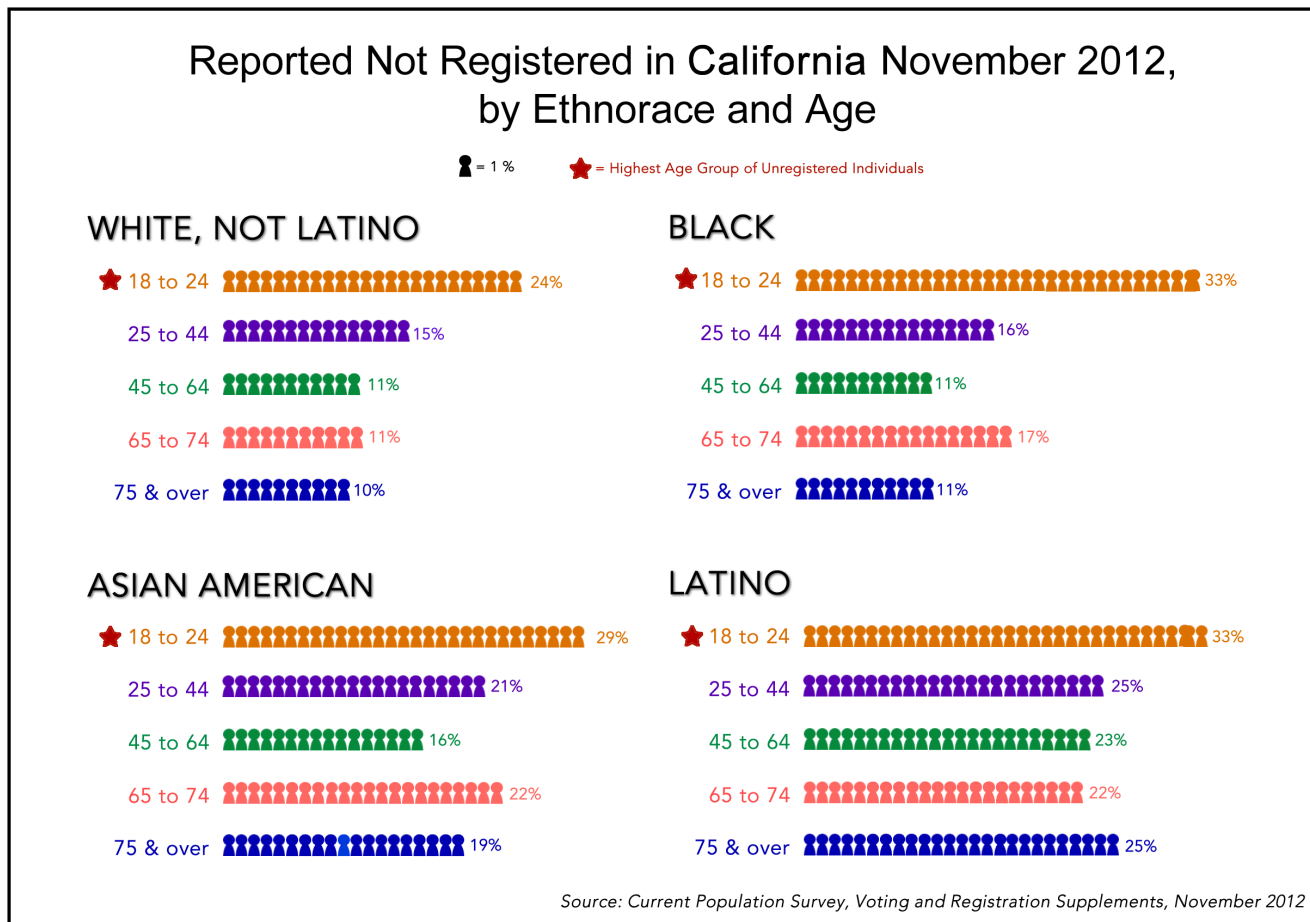 Reported Not Registered in California November 2012,
by Ethnorace and Age
= 1 %
= Highest Age Group of Unregistered Individuals
WHITE, NOT LATINO
18 to 24 24%
25 to 44 15%
45 to 64 11%
65 to 74 11%
75 & over 10%
BLACK
18 to 24 33%
25 to 44 16%
45 to 64 11%
65 to 74 17%
75 & over 11%
ASIAN AMERICAN
18 to 24 29%
25 to 44 21%
45 to 64 16%
65 to 74 22%
75 & over 19%
LATINO
18 to 24 33%
25 to 44 25%
45 to 64 23%
65 to 74 22%
75 & over 25%
Source: Current Population Survey, Voting and Registration Supplements, November 2012